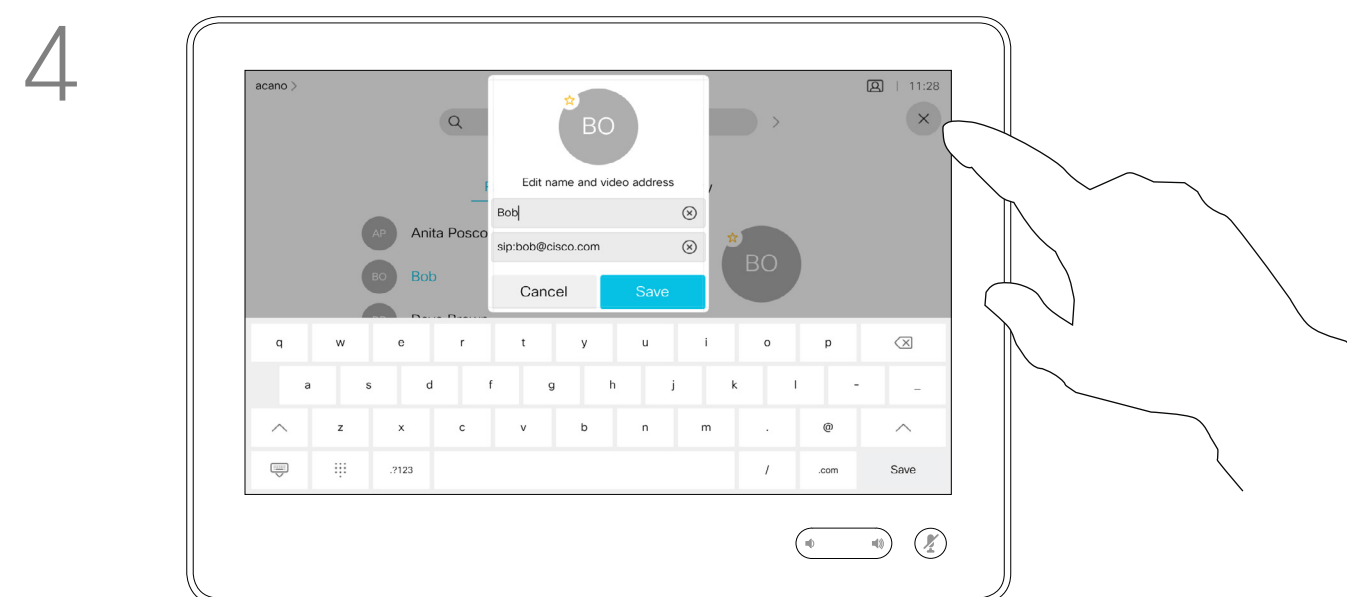 4
acano >
11:28
BO
Edit name and video address
Bob
AP Anita Posco
sip:bob@cisco.com
BO Bob
BO
Cancel Save
q w e r t y u i o p
a s d f g h j k l - _
z x c v b n m . @
.?123 / .com Save